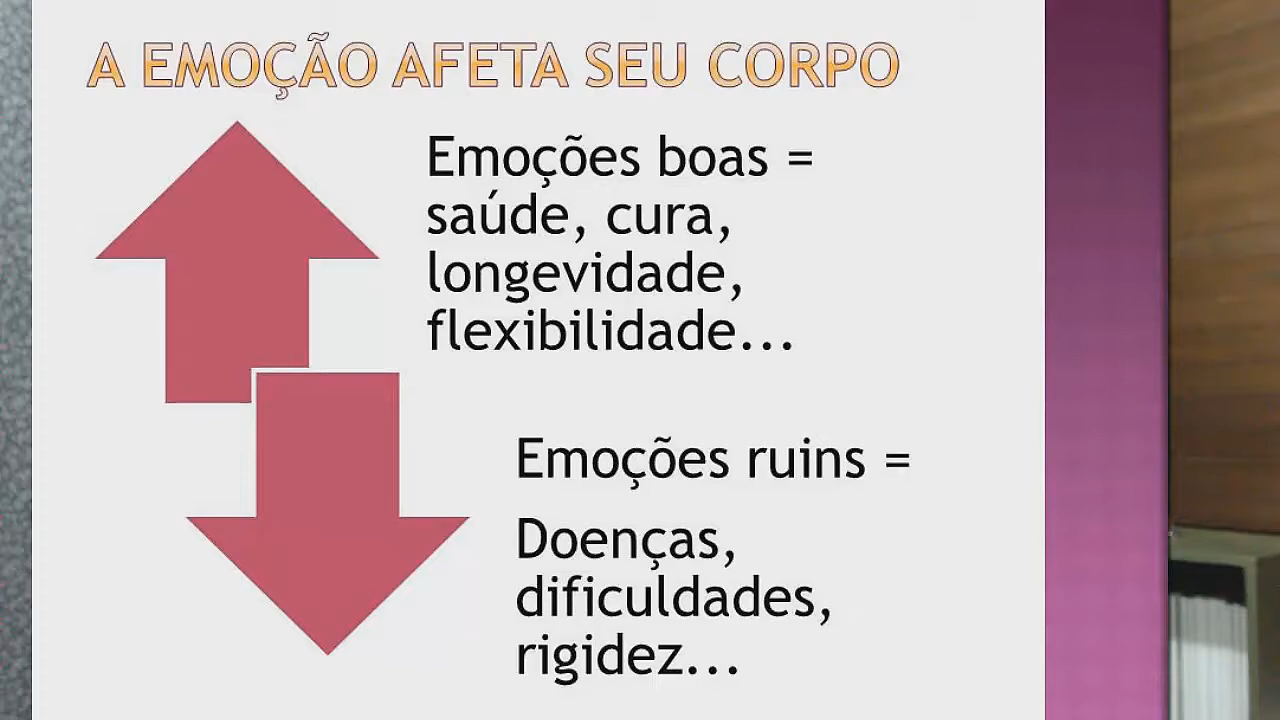 A EMOÇÃO AFETA SEU CORPO
Emoções boas =
saúde, cura,
longevidade,
flexibilidade...
Emoções ruins =
Doenças,
dificuldades,
rigidez...